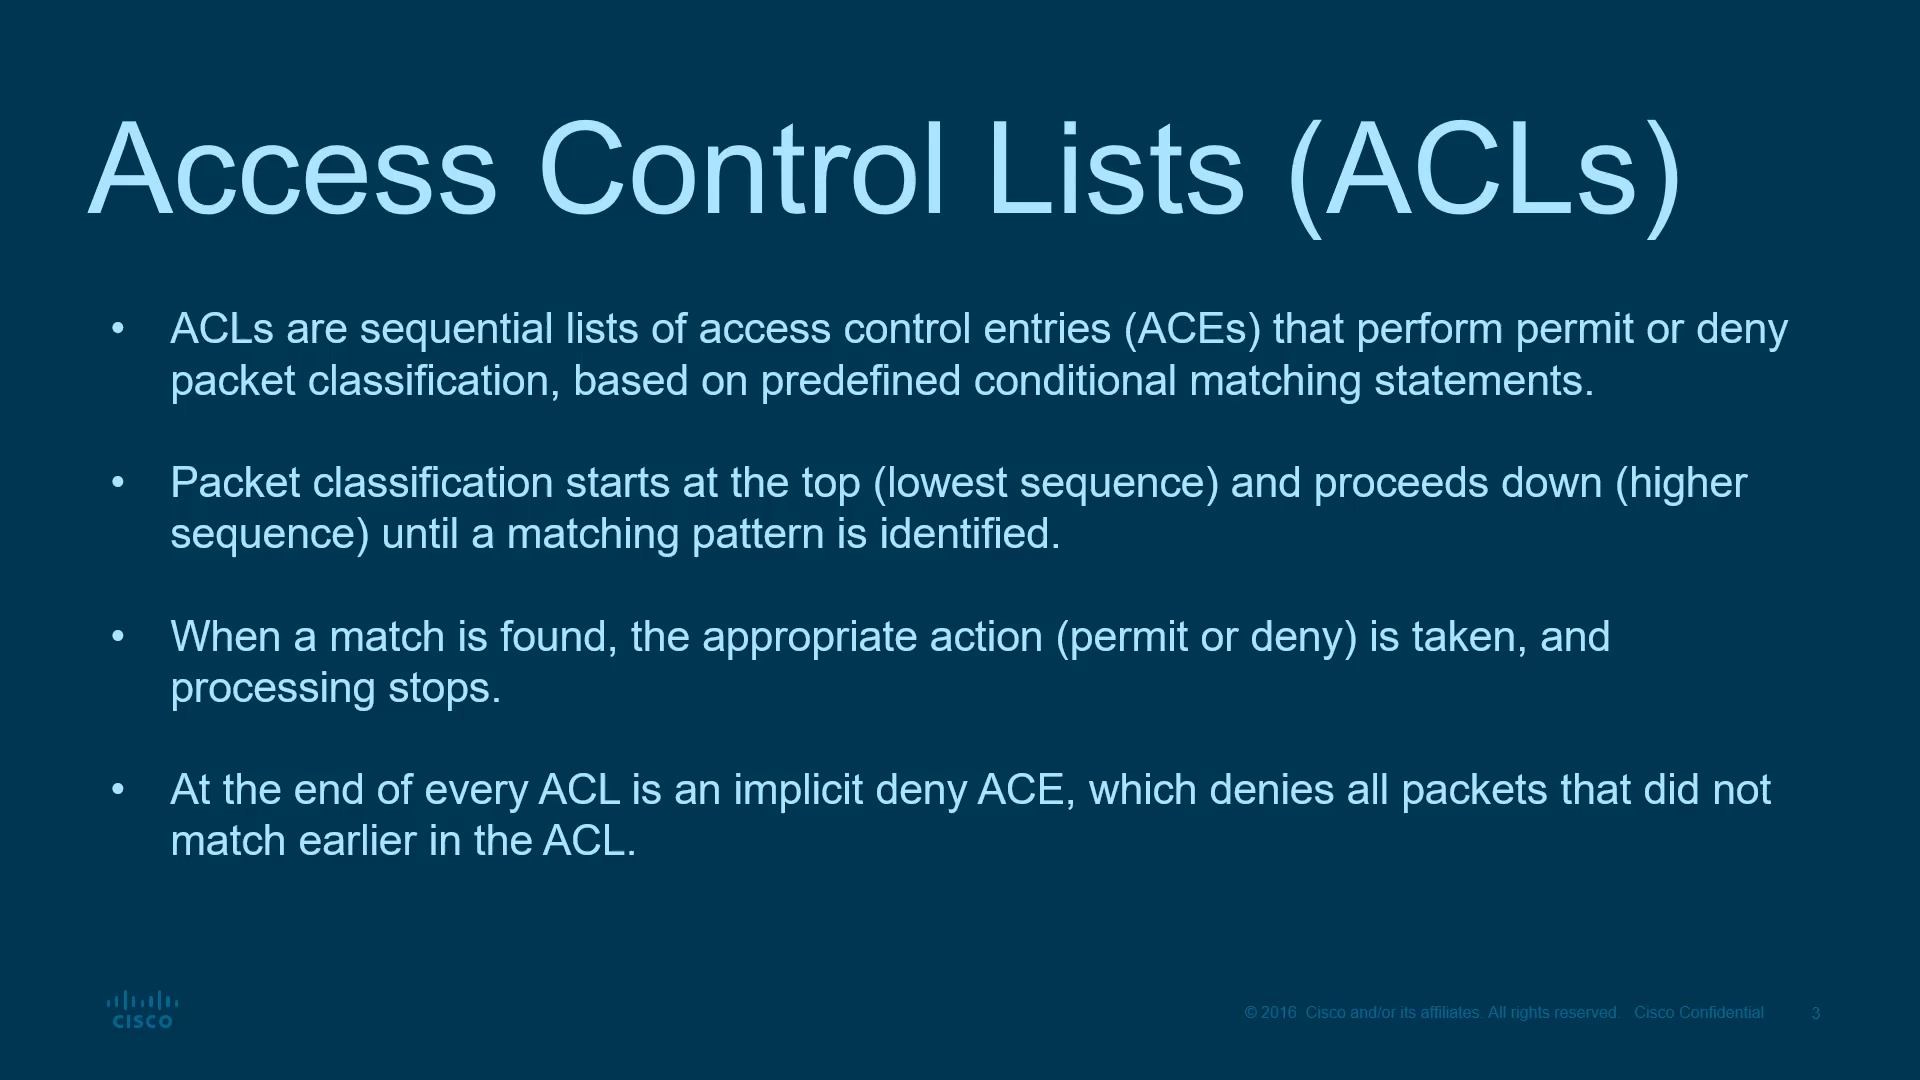 Access Control Lists (ACLs)
• ACLs are sequential lists of access control entries (ACEs) that perform permit or deny
packet classification, based on predefined conditional matching statements.
• Packet classification starts at the top (lowest sequence) and proceeds down (higher
sequence) until a matching pattern is identified.
• When a match is found, the appropriate action (permit or deny) is taken, and
processing stops.
• At the end of every ACL is an implicit deny ACE, which denies all packets that did not
match earlier in the ACL.
CISCO
© 2016 Cisco and/or its affiliates. All rights reserved. Cisco Confidential 3